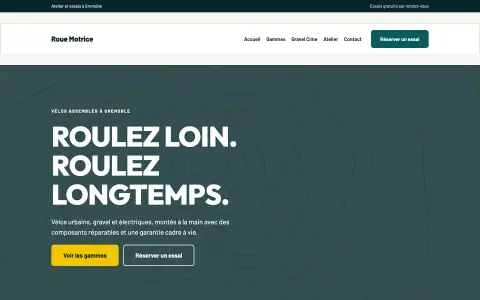 Atelier et essais à Grenoble
Essais gratuits sur rendez-vous
Roue Motrice
Accueil Gammes Gravel Cime Atelier Contact Réserver un essai
VÉLOS ASSEMBLÉS À GRENOBLE
ROULEZ LOIN.
ROULEZ
LONGTEMPS.
Vélos urbains, gravel et électriques, montés à la main avec des
composants réparables et une garantie cadre à vie.
Voir les gammes Réserver un essai